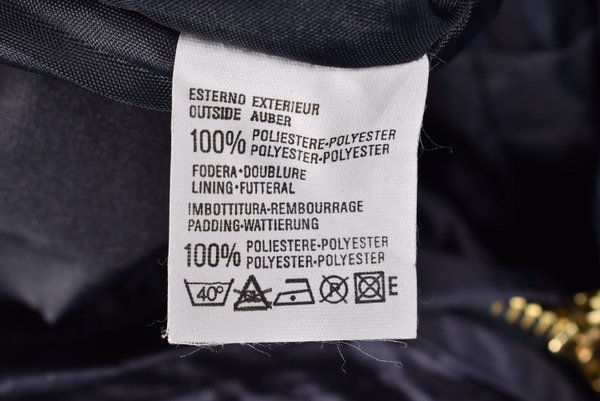 ESTERNO EXTERIEUR
OUTSIDE AUBER
100% POLIESTERE•POLYESTER
POLYESTER•POLYESTER
FODERA•DOUBLURE
LINING•FUTTERAL
IMBOTTITURA-REMBOURRAGE
PADDING•WATTIERUNG
100% POLIESTERE•POLYESTER
POLYESTER•POLYESTER
40° CL E